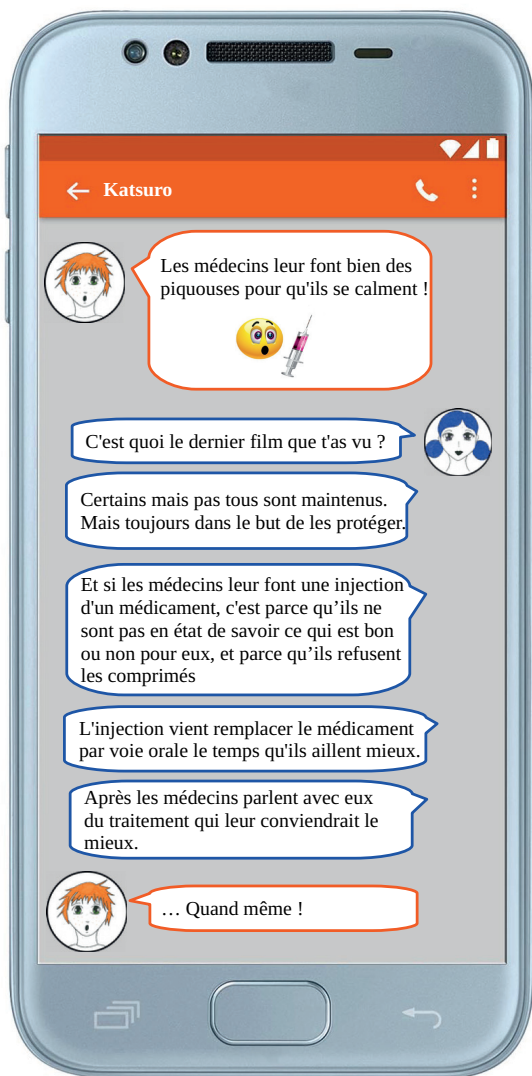 Katsuro
Les médecins leur font bien des
piquouses pour qu'ils se calment !
C'est quoi le dernier film que t'as vu ?
Certains mais pas tous sont maintenus.
Mais toujours dans le but de les protéger.
Et si les médecins leur font une injection
d'un médicament, c'est parce qu’ils ne
sont pas en état de savoir ce qui est bon
ou non pour eux, et parce qu’ils refusent
les comprimés
L'injection vient remplacer le médicament
par voie orale le temps qu'ils aillent mieux.
Après les médecins parlent avec eux
du traitement qui leur conviendrait le
mieux.
… Quand même !